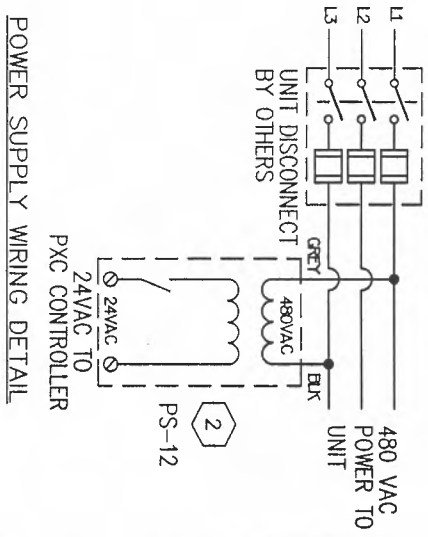 L1
L2
L3
UNIT DISCONNECT
BY OTHERS
GREY
BLK
480 VAC
POWER TO
UNIT
480VAC
24VAC
2
PS-12
24VAC TO
PXC CONTROLLER
POWER SUPPLY WIRING DETAIL